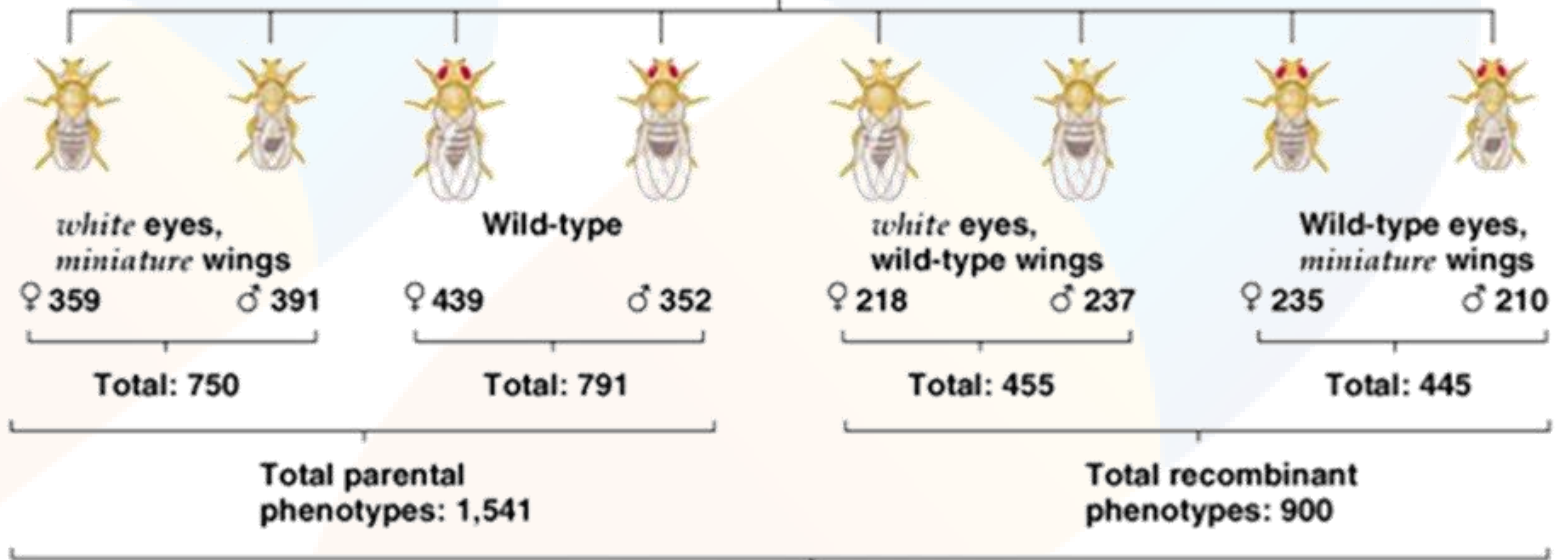 white eyes,
miniature wings
♀ 359 ♂ 391
Wild-type
♀ 439 ♂ 352
white eyes,
wild-type wings
♀ 218 ♂ 237
Wild-type eyes,
miniature wings
♀ 235 ♂ 210
Total: 750
Total: 791
Total: 455
Total: 445
Total parental
phenotypes: 1,541
Total recombinant
phenotypes: 900